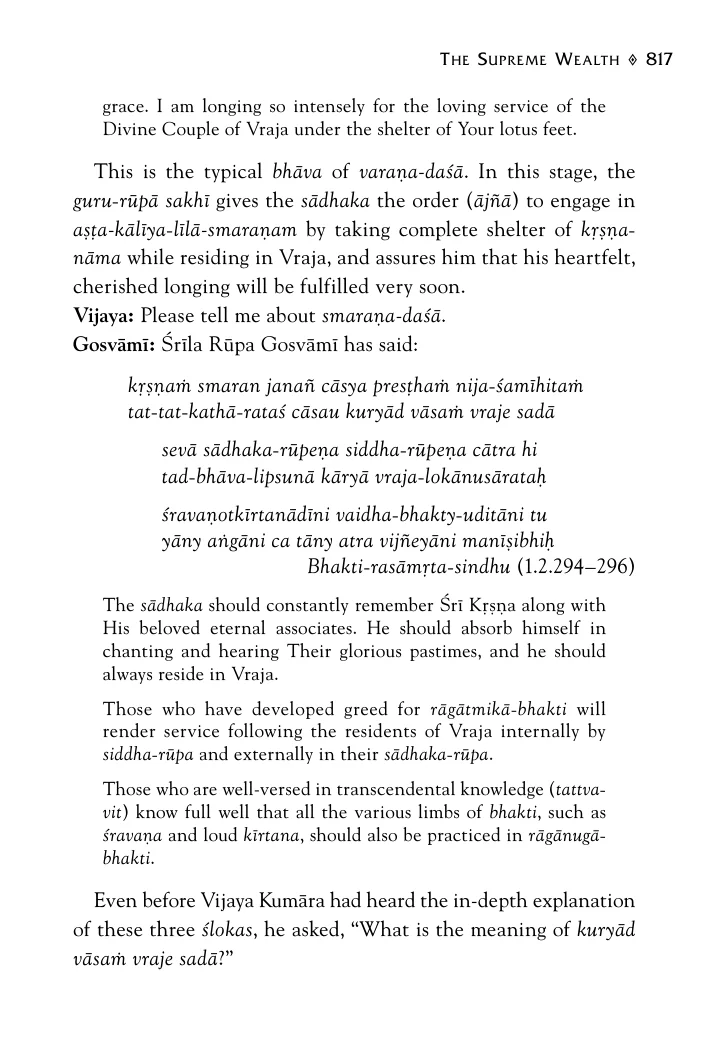 THE SUPREME WEALTH ◊ 817
grace. I am longing so intensely for the loving service of the
Divine Couple of Vraja under the shelter of Your lotus feet.
This is the typical bhāva of varaṇa-daśā. In this stage, the
guru-rūpā sakhī gives the sādhaka the order (ājñā) to engage in
aṣṭa-kālīya-līlā-smaraṇam by taking complete shelter of kṛṣṇa-
nāma while residing in Vraja, and assures him that his heartfelt,
cherished longing will be fulfilled very soon.
Vijaya: Please tell me about smaraṇa-daśā.
Gosvāmī: Śrīla Rūpa Gosvāmī has said:
kṛṣṇaṁ smaran janañ cāsya presṭhaṁ nija-śamīhitaṁ
tat-tat-kathā-rataś cāsau kuryād vāsaṁ vraje sadā
sevā sādhaka-rūpeṇa siddha-rūpeṇa cātra hi
tad-bhāva-lipsunā kāryā vraja-lokānusārataḥ
śravaṇotkīrtanādīni vaidha-bhakty-uditāni tu
yāny aṅgāni ca tāny atra vijñeyāni manīṣibhiḥ
Bhakti-rasāmṛta-sindhu (1.2.294–296)
The sādhaka should constantly remember Śrī Kṛṣṇa along with
His beloved eternal associates. He should absorb himself in
chanting and hearing Their glorious pastimes, and he should
always reside in Vraja.
Those who have developed greed for rāgātmikā-bhakti will
render service following the residents of Vraja internally by
siddha-rūpa and externally in their sādhaka-rūpa.
Those who are well-versed in transcendental knowledge (tattva-
vit) know full well that all the various limbs of bhakti, such as
śravaṇa and loud kīrtana, should also be practiced in rāgānugā-
bhakti.
Even before Vijaya Kumāra had heard the in-depth explanation
of these three ślokas, he asked, “What is the meaning of kuryād
vāsaṁ vraje sadā?”